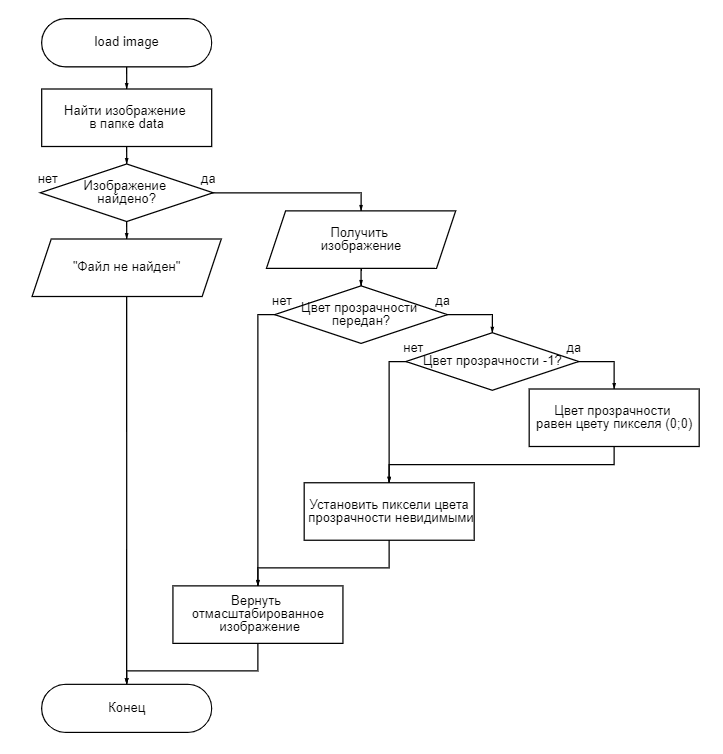 load image
Найти изображение
в папке data
нет
да
Изображение
найдено?
Получить
изображение
"Файл не найден"
нет
да
Цвет прозрачности
передан?
нет
да
Цвет прозрачности -1?
Цвет прозрачности
равен цвету пикселя (0;0)
Установить пиксели цвета
прозрачности невидимыми
Вернуть
отмасштабированное
изображение
Конец